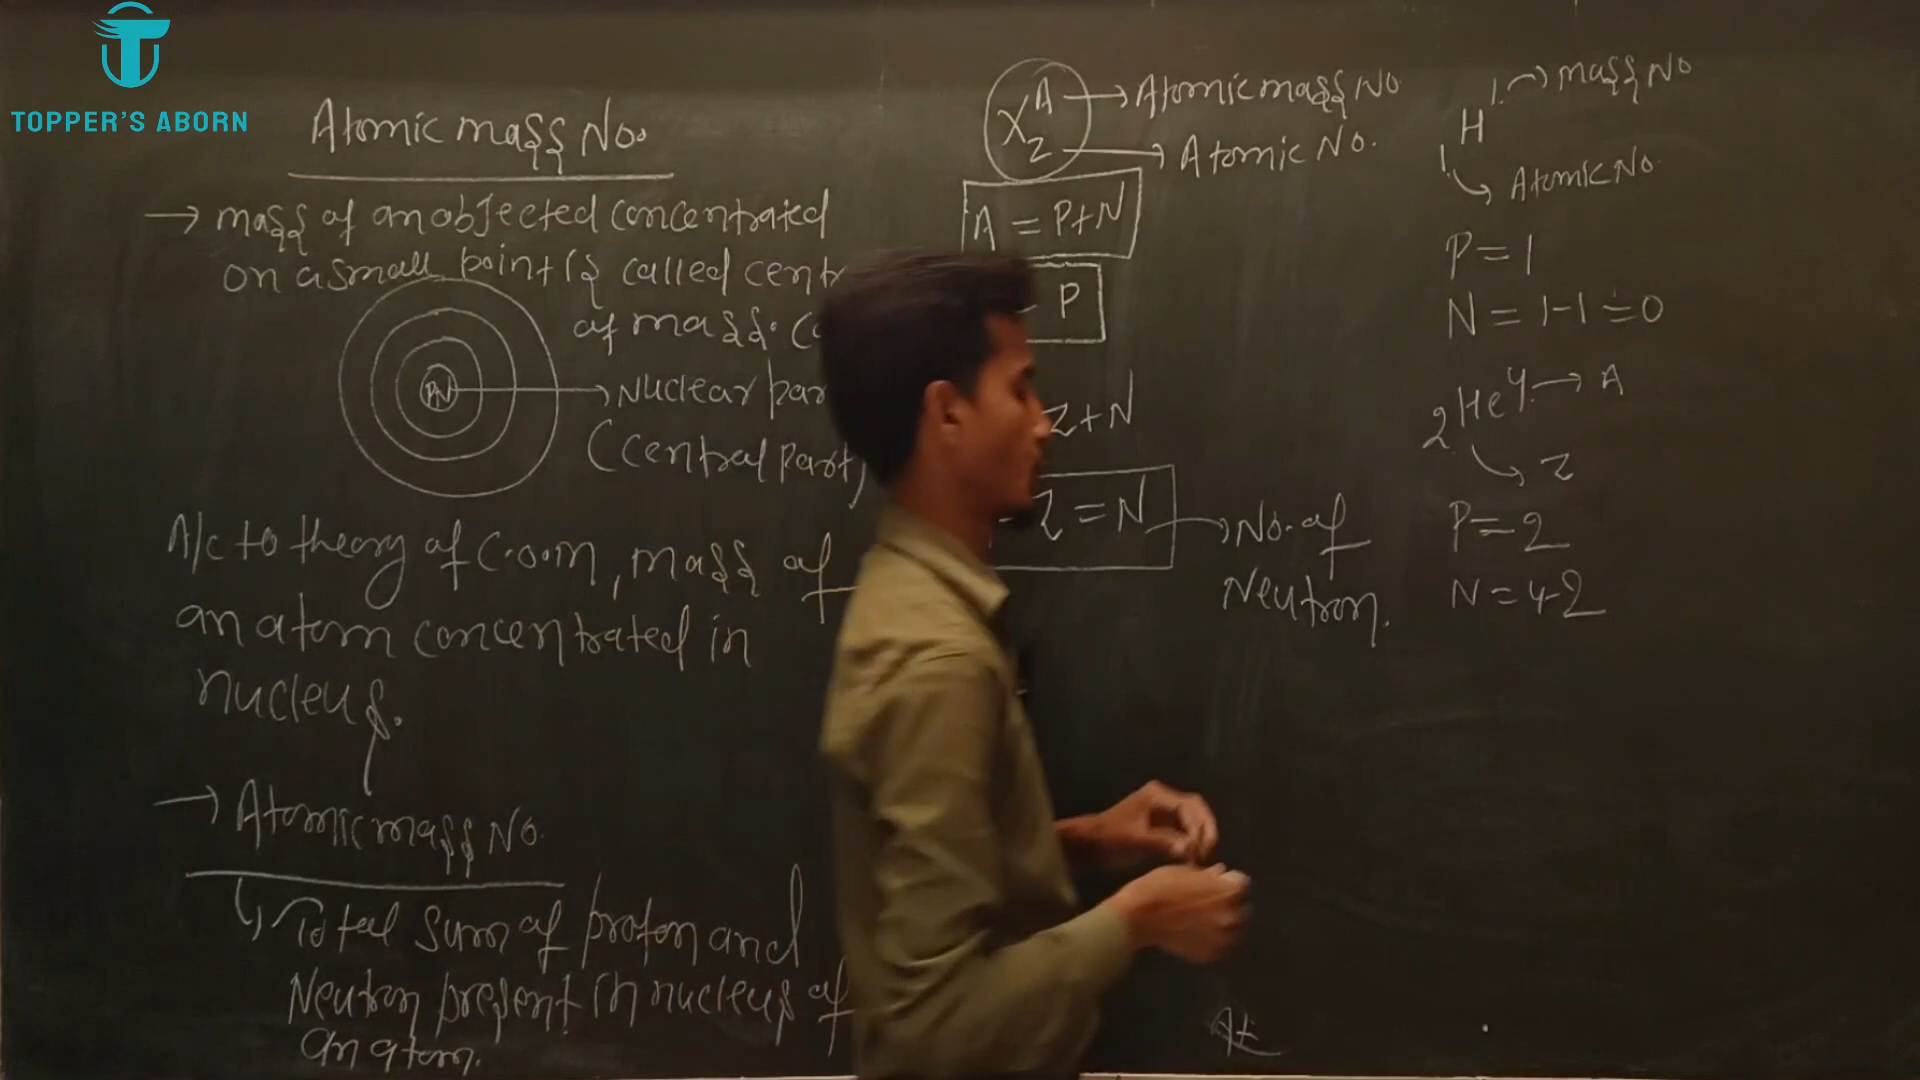 TOPPER'S ABORN
Atomic mass No.
→ mass of an objected concentrated
on a small point is called centr
of mass. (
PN → Nuclear par
(central part)
A/c to theory of C.O.M, mass of
an atom concentrated in
nucleus.
→ Atomic mass No.
↳ Total sum of proton and
Neutron present in nucleus of
an atom.
X A → Atomic mass No
Z → Atomic No.
A = P+N
P
Z+N
- Z = N → No. of
Neutron.
H 1 → mass No
1 → Atomic No.
P = 1
N = 1-1 = 0
2 He 4 → A
→ Z
P = 2
N = 4-2
At